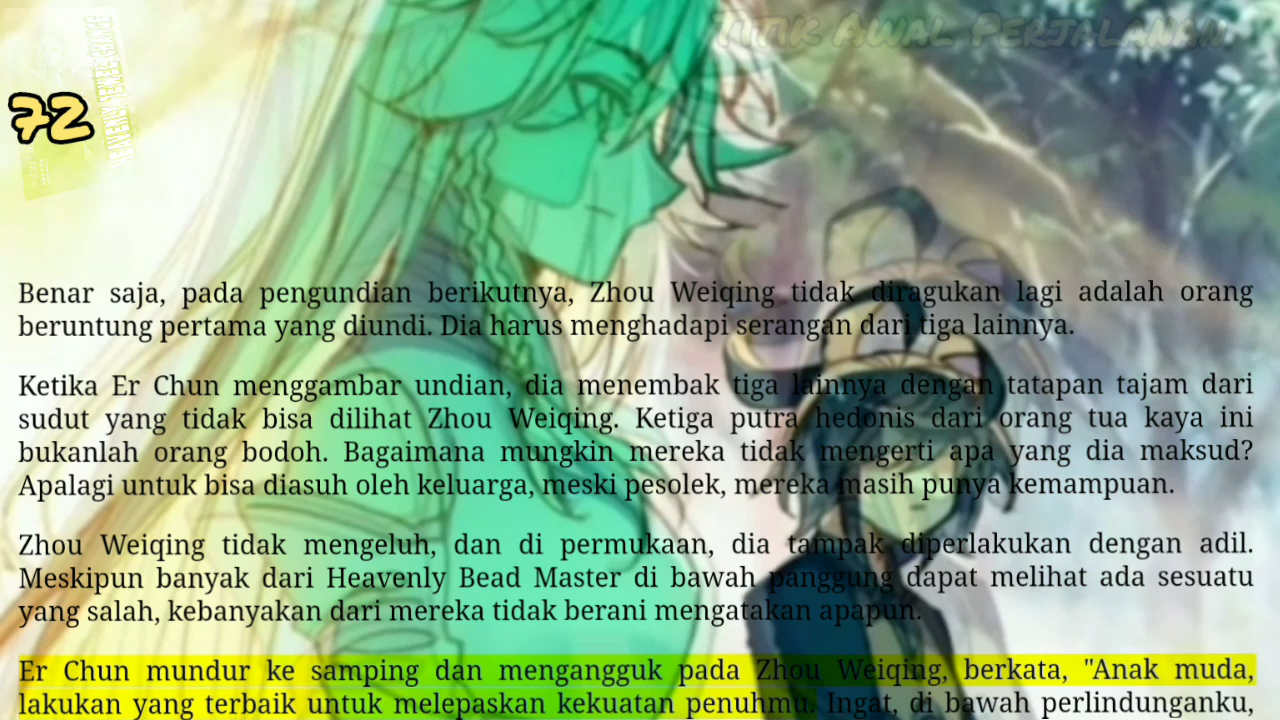 Titik Awal Perjalanan
72
Benar saja, pada pengundian berikutnya, Zhou Weiqing tidak diragukan lagi adalah orang
beruntung pertama yang diundi. Dia harus menghadapi serangan dari tiga lainnya.
Ketika Er Chun menggambar undian, dia menembak tiga lainnya dengan tatapan tajam dari
sudut yang tidak bisa dilihat Zhou Weiqing. Ketiga putra hedonis dari orang tua kaya ini
bukanlah orang bodoh. Bagaimana mungkin mereka tidak mengerti apa yang dia maksud?
Apalagi untuk bisa diasuh oleh keluarga, meski pesolek, mereka masih punya kemampuan.
Zhou Weiqing tidak mengeluh, dan di permukaan, dia tampak diperlakukan dengan adil.
Meskipun banyak dari Heavenly Bead Master di bawah panggung dapat melihat ada sesuatu
yang salah, kebanyakan dari mereka tidak berani mengatakan apapun.
Er Chun mundur ke samping dan mengangguk pada Zhou Weiqing, berkata, "Anak muda,
lakukan yang terbaik untuk melepaskan kekuatan penuhmu. Ingat, di bawah perlindunganku,